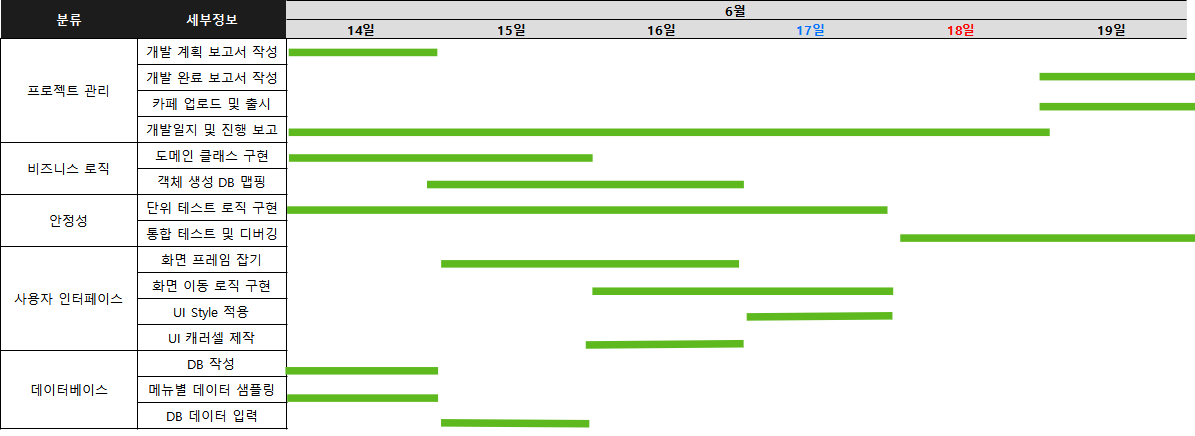 분류 세부정보 6월
14일 15일 16일 17일 18일 19일
프로젝트 관리
개발 계획 보고서 작성
개발 완료 보고서 작성
카페 업로드 및 출시
개발일지 및 진행 보고
비즈니스 로직
도메인 클래스 구현
객체 생성 DB 맵핑
안정성
단위 테스트 로직 구현
통합 테스트 및 디버깅
사용자 인터페이스
화면 프레임 잡기
화면 이동 로직 구현
UI Style 적용
UI 캐러셀 제작
데이터베이스
DB 작성
메뉴별 데이터 샘플링
DB 데이터 입력